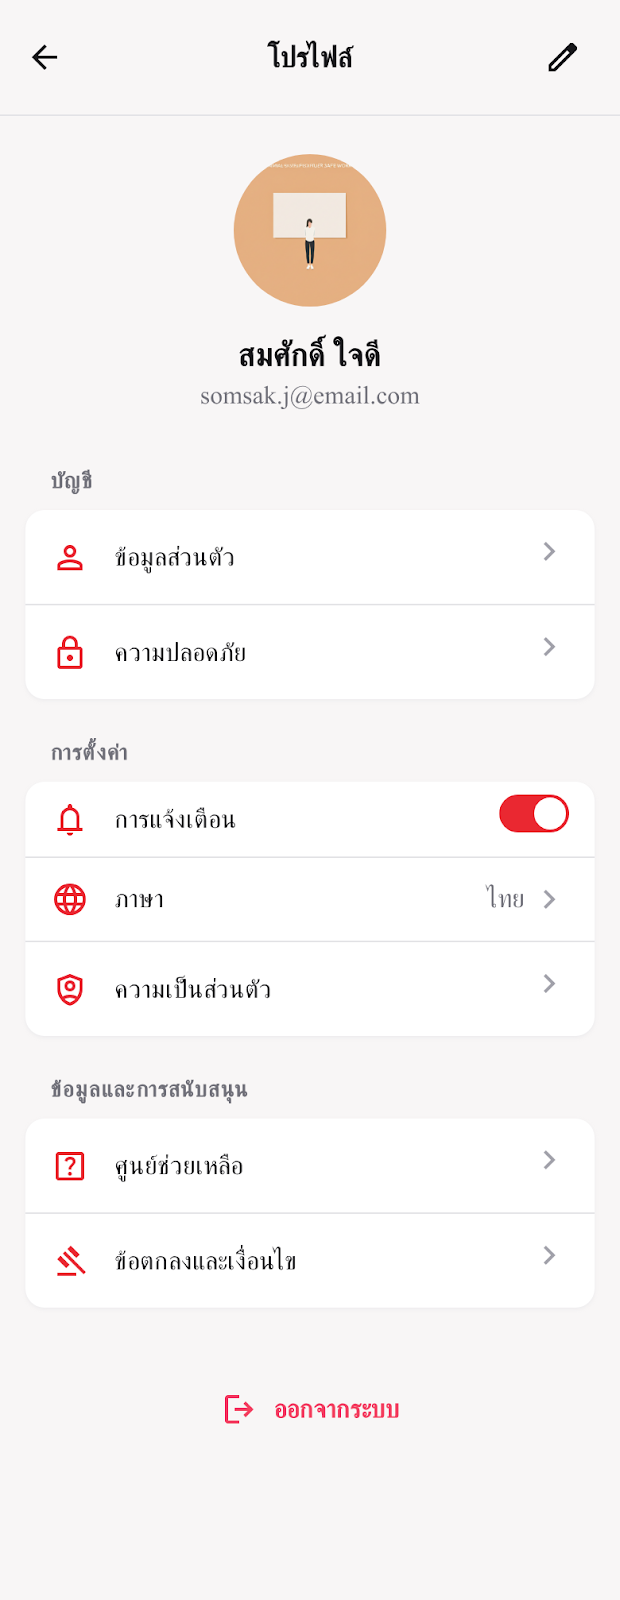 โปรไฟล์
สมศักดิ์ ใจดี
somsak.j@email.com
บัญชี
ข้อมูลส่วนตัว
ความปลอดภัย
การตั้งค่า
การแจ้งเตือน
ภาษา ไทย
ความเป็นส่วนตัว
ข้อมูลและการสนับสนุน
ศูนย์ช่วยเหลือ
ข้อตกลงและเงื่อนไข
ออกจากระบบ